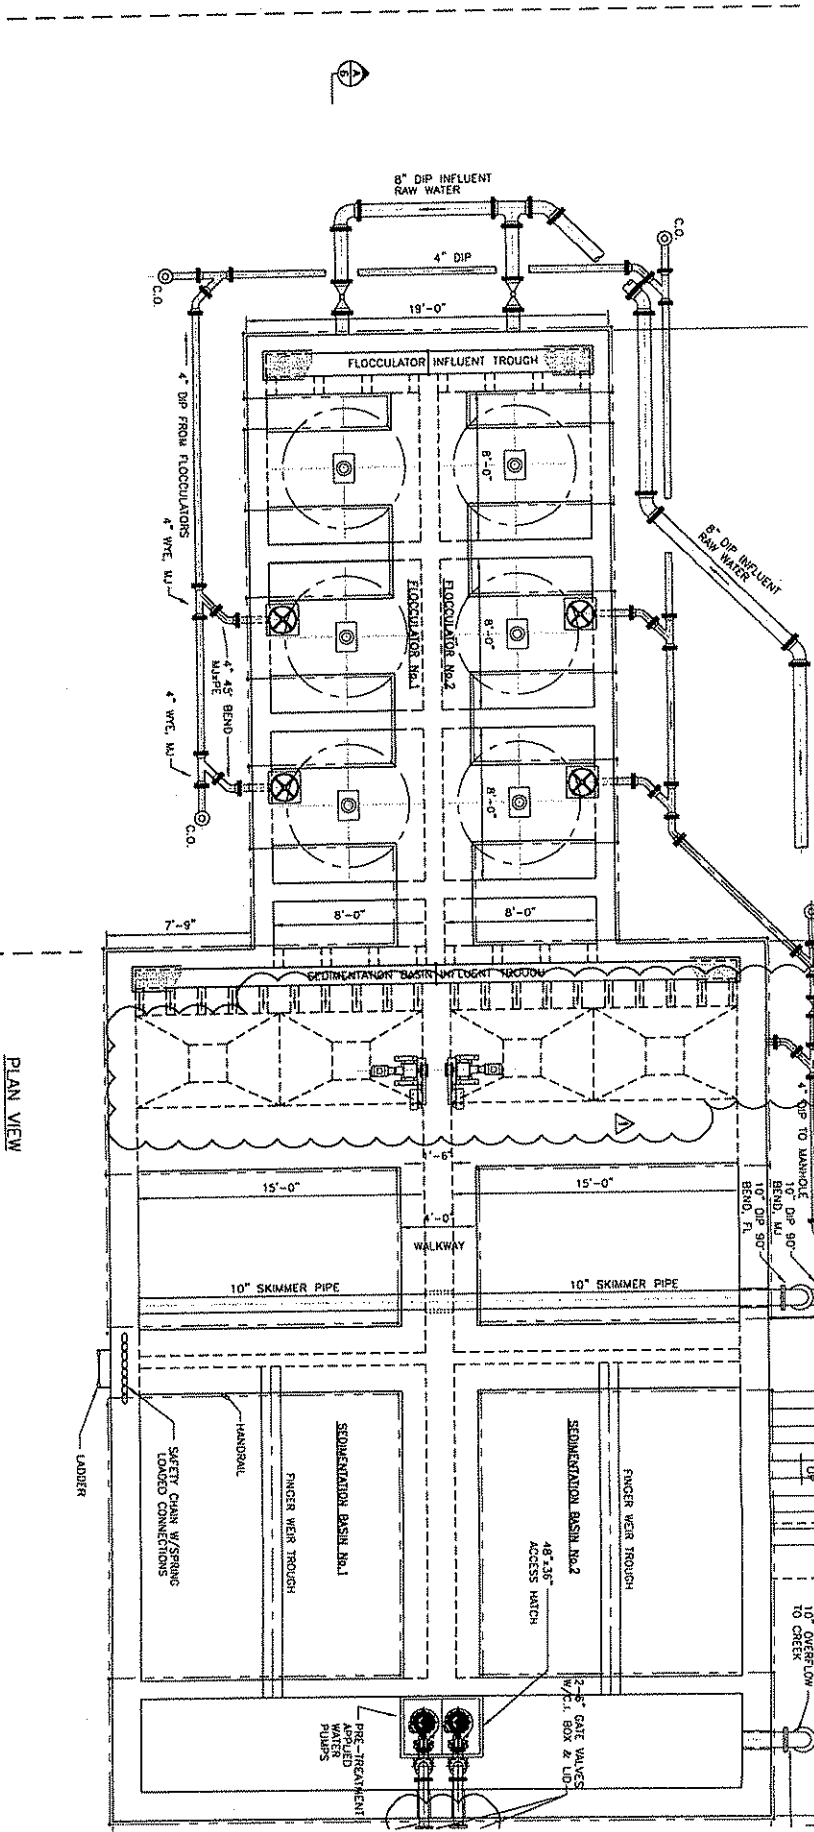 A
6
8" DIP INFLUENT
RAW WATER
C.O.
4" DIP
C.O.
19'-0"
FLOCCULATOR INFLUENT TROUGH
4" DIP FROM FLOCCULATORS
4" WYE, MJ
8'-0"
8" DIP INFLUENT
RAW WATER
FLOCCULATOR No.1
FLOCCULATOR No.2
8'-0"
4" 45° BEND
MJxPE
4" WYE, MJ
C.O.
8'-0"
8'-0"
8'-0"
7'-9"
SEDIMENTATION BASIN INFLUENT TROUGH
PLAN VIEW
1
4" DIP TO MANHOLE
10" DIP 90°
BEND, MJ
10" DIP 90°
BEND, FL
1'-6"
15'-0"
15'-0"
4'-0"
WALKWAY
10" SKIMMER PIPE
10" SKIMMER PIPE
LADDER
SAFETY CHAIN W/SPRING
LOADED CONNECTIONS
HANDRAIL
FINGER WEIR TROUGH
SEDIMENTATION BASIN No.1
SEDIMENTATION BASIN No.2
FINGER WEIR TROUGH
48"x36"
ACCESS HATCH
UP
10" OVERFLOW
TO CREEK
2-6" GATE VALVES
W/C.I. BOX & LID
PRE-TREATMENT
APPLIED
WATER
PUMPS